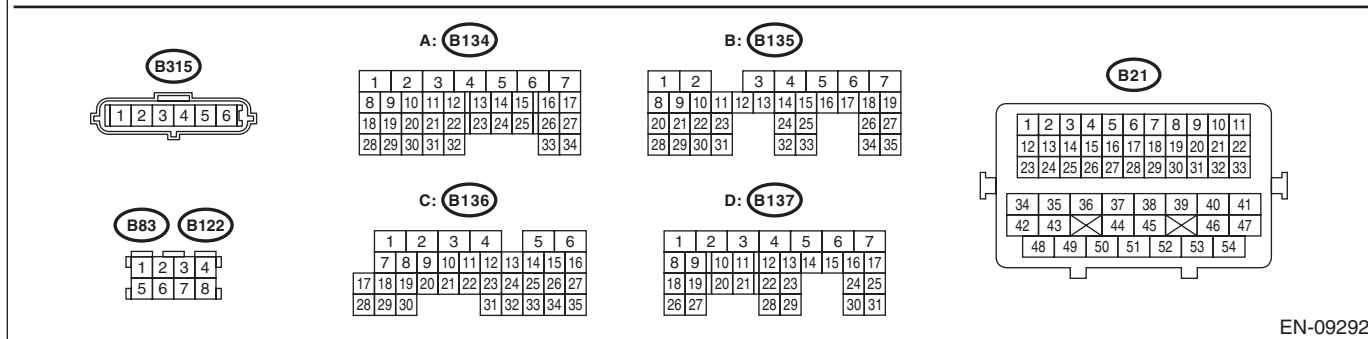 B315
1 2 3 4 5 6
B83 B122
1 2 3 4
5 6 7 8
A: B134
1 2 3 4 5 6 7
8 9 10 11 12 13 14 15 16 17
18 19 20 21 22 23 24 25 26 27
28 29 30 31 32 33 34
C: B136
1 2 3 4 5 6
7 8 9 10 11 12 13 14 15 16
17 18 19 20 21 22 23 24 25 26 27
28 29 30 31 32 33 34 35
B: B135
1 2 3 4 5 6 7
8 9 10 11 12 13 14 15 16 17 18 19
20 21 22 23 24 25 26 27
28 29 30 31 32 33 34 35
D: B137
1 2 3 4 5 6 7
8 9 10 11 12 13 14 15 16 17
18 19 20 21 22 23 24 25
26 27 28 29 30 31
B21
1 2 3 4 5 6 7 8 9 10 11
12 13 14 15 16 17 18 19 20 21 22
23 24 25 26 27 28 29 30 31 32 33
34 35 36 37 38 39 40 41
42 43 44 45 46 47
48 49 50 51 52 53 54
EN-09292